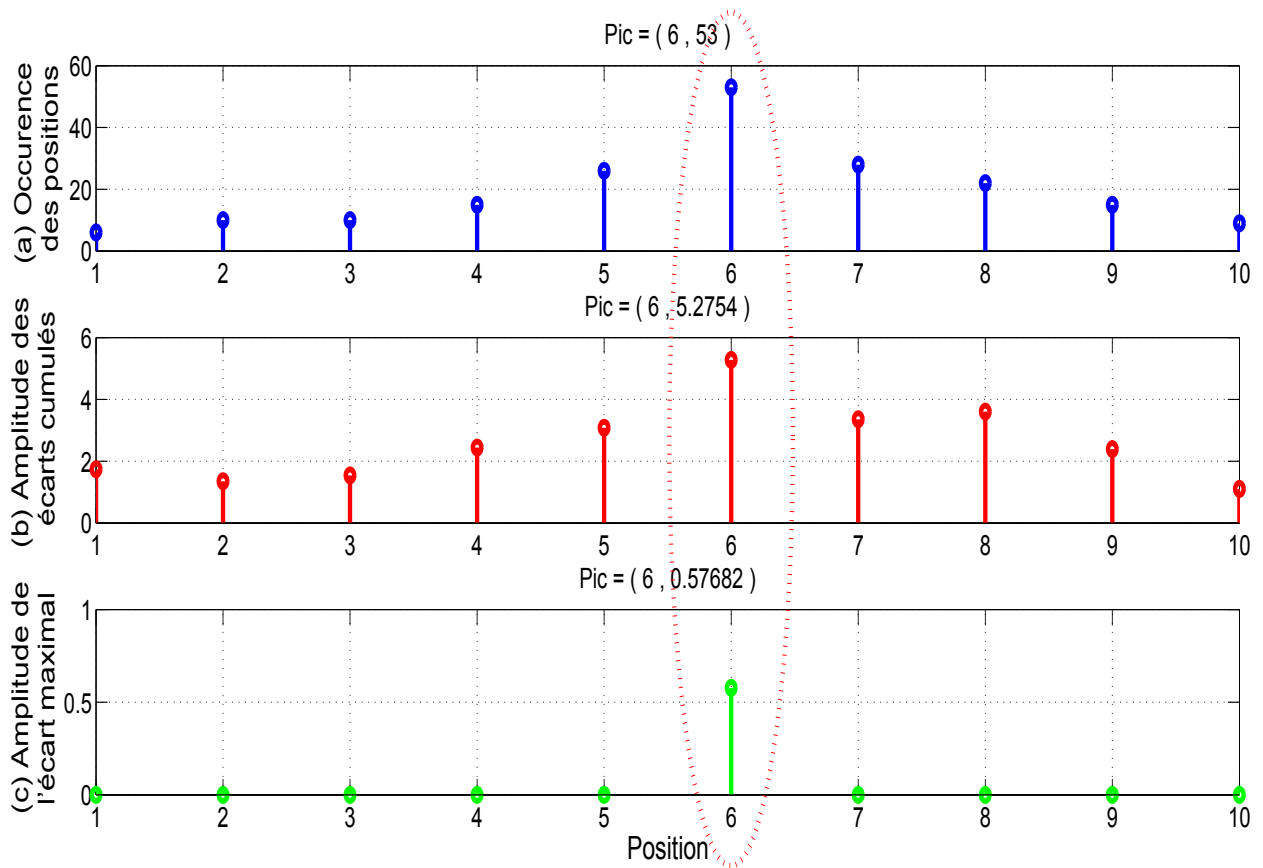 Pic = ( 6 , 53 )
(a) Occurence
des positions
60
40
20
0
1 2 3 4 5 6 7 8 9 10
Pic = ( 6 , 5.2754 )
(b) Amplitude des
écarts cumulés
6
4
2
0
1 2 3 4 5 6 7 8 9 10
Pic = ( 6 , 0.57682 )
(c) Amplitude de
l'écart maximal
1
0.5
0
1 2 3 4 5 6 7 8 9 10
Position